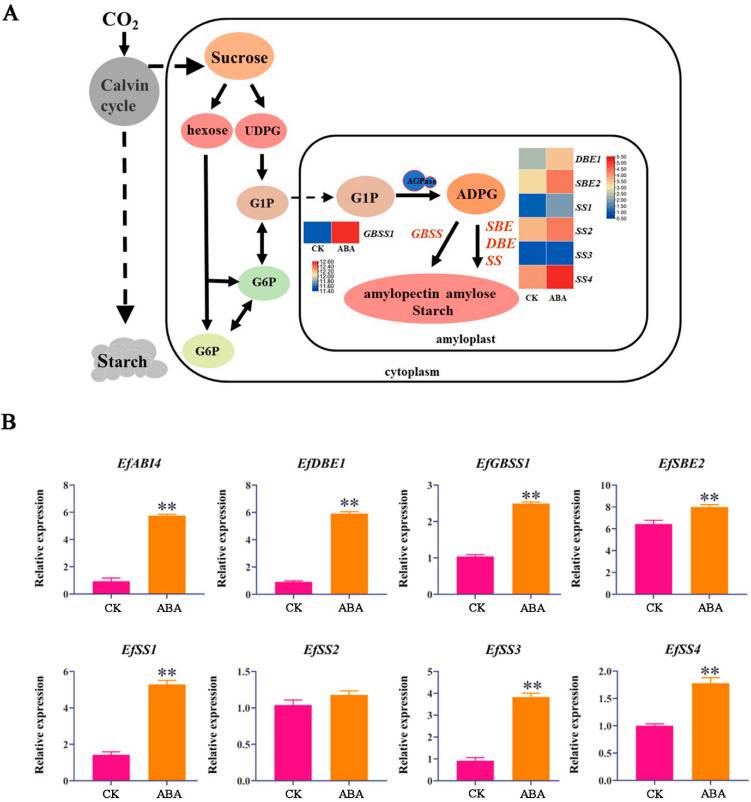 A
CO2
Calvin
cycle
Sucrose
hexose
UDPG
G1P
G6P
G6P
Starch
G1P
AGPase
ADPG
GBSS1
CK
ABA
12.60
12.40
12.20
12.00
11.80
11.60
11.40
GBSS
SBE
DBE
SS
amylopectin amylose
Starch
DBE1
SBE2
SS1
SS2
SS3
SS4
CK
ABA
5.50
5.00
4.50
4.00
3.50
3.00
2.50
2.00
1.50
1.00
0.50
amyloplast
cytoplasm
B
EfABI4
Relative expression
8
6
4
2
0
**
CK
ABA
EfDBE1
Relative expression
8
6
4
2
0
**
CK
ABA
EfGBSS1
Relative expression
3
2
1
0
**
CK
ABA
EfSBE2
Relative expression
10
8
6
4
2
0
**
CK
ABA
EfSS1
Relative expression
6
4
2
0
**
CK
ABA
EfSS2
Relative expression
1.5
1.0
0.5
0.0
CK
ABA
EfSS3
Relative expression
5
4
3
2
1
0
**
CK
ABA
EfSS4
Relative expression
2.0
1.5
1.0
0.5
0.0
**
CK
ABA